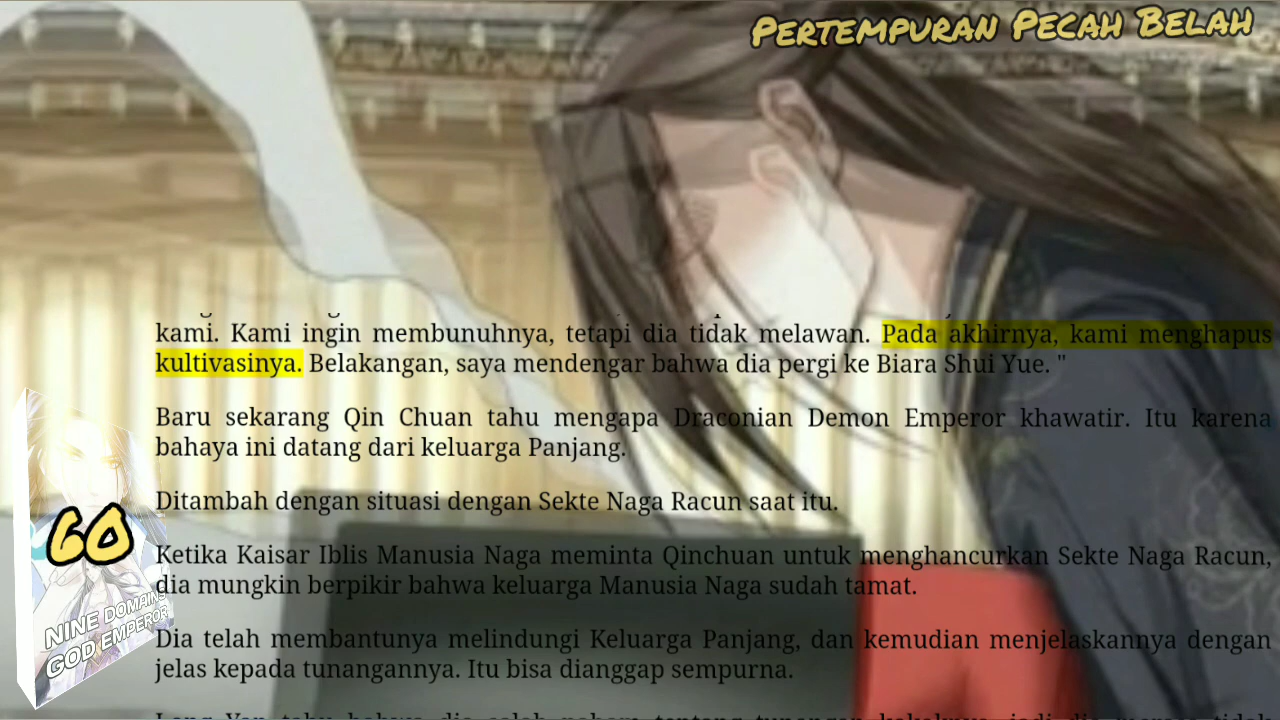 PERTEMPURAN PECAH BELAH
kami. Kami ingin membunuhnya, tetapi dia tidak melawan. Pada akhirnya, kami menghapus
kultivasinya. Belakangan, saya mendengar bahwa dia pergi ke Biara Shui Yue. "
Baru sekarang Qin Chuan tahu mengapa Draconian Demon Emperor khawatir. Itu karena
bahaya ini datang dari keluarga Panjang.
Ditambah dengan situasi dengan Sekte Naga Racun saat itu.
Ketika Kaisar Iblis Manusia Naga meminta Qinchuan untuk menghancurkan Sekte Naga Racun,
dia mungkin berpikir bahwa keluarga Manusia Naga sudah tamat.
Dia telah membantunya melindungi Keluarga Panjang, dan kemudian menjelaskannya dengan
jelas kepada tunangannya. Itu bisa dianggap sempurna.
60
NINE DOMAINS
GOD EMPEROR